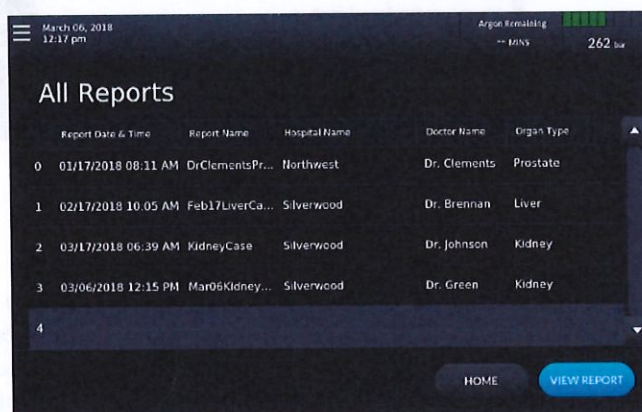 March 06, 2018
12:17 pm
Argon Remaining
-- MINS 262 bar
All Reports
Report Date & Time Report Name Hospital Name Doctor Name Organ Type
0 01/17/2018 08:11 AM DrClementsPr... Northwest Dr. Clements Prostate
1 02/17/2018 10:05 AM Feb17LiverCa... Silverwood Dr. Brennan Liver
2 03/17/2018 06:39 AM KidneyCase Silverwood Dr. Johnson Kidney
3 03/06/2018 12:15 PM Mar06Kidney... Silverwood Dr. Green Kidney
4
HOME VIEW REPORT